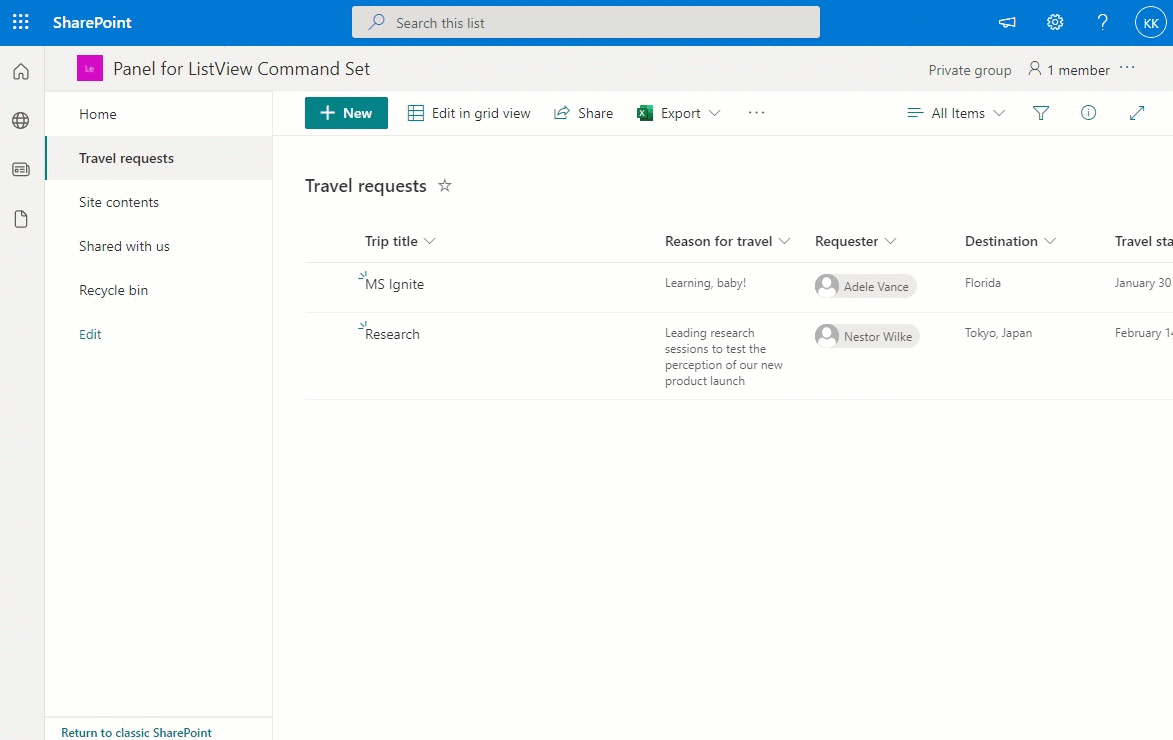 SharePoint
Search this list
KK
Panel for ListView Command Set
Private group
1 member
Home
Travel requests
Site contents
Shared with us
Recycle bin
Edit
Return to classic SharePoint
New
Edit in grid view
Share
Export
All Items
Travel requests
Trip title
Reason for travel
Requester
Destination
Travel sta
MS Ignite
Learning, baby!
Adele Vance
Florida
January 30
Research
Leading research
sessions to test the
perception of our new
product launch
Nestor Wilke
Tokyo, Japan
February 14